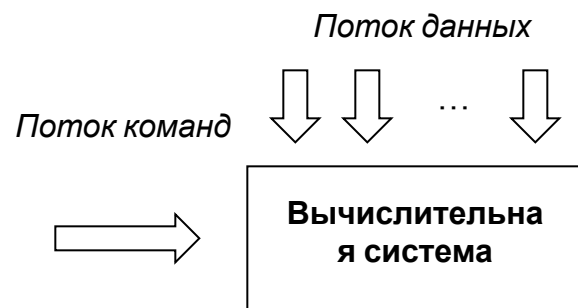 Поток данных
…
Поток команд
Вычислительна
я система